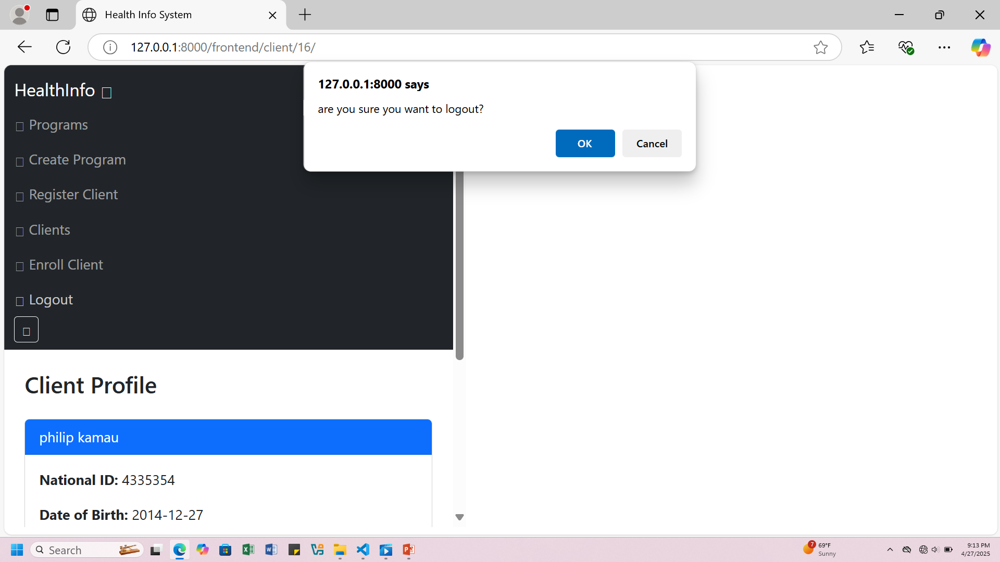 Health Info System
127.0.0.1:8000/frontend/client/16/
127.0.0.1:8000 says
are you sure you want to logout?
OK
Cancel
HealthInfo
Programs
Create Program
Register Client
Clients
Enroll Client
Logout
Client Profile
philip kamau
National ID: 4335354
Date of Birth: 2014-12-27
Search
7
69°F
Sunny
9:13 PM
4/27/2025